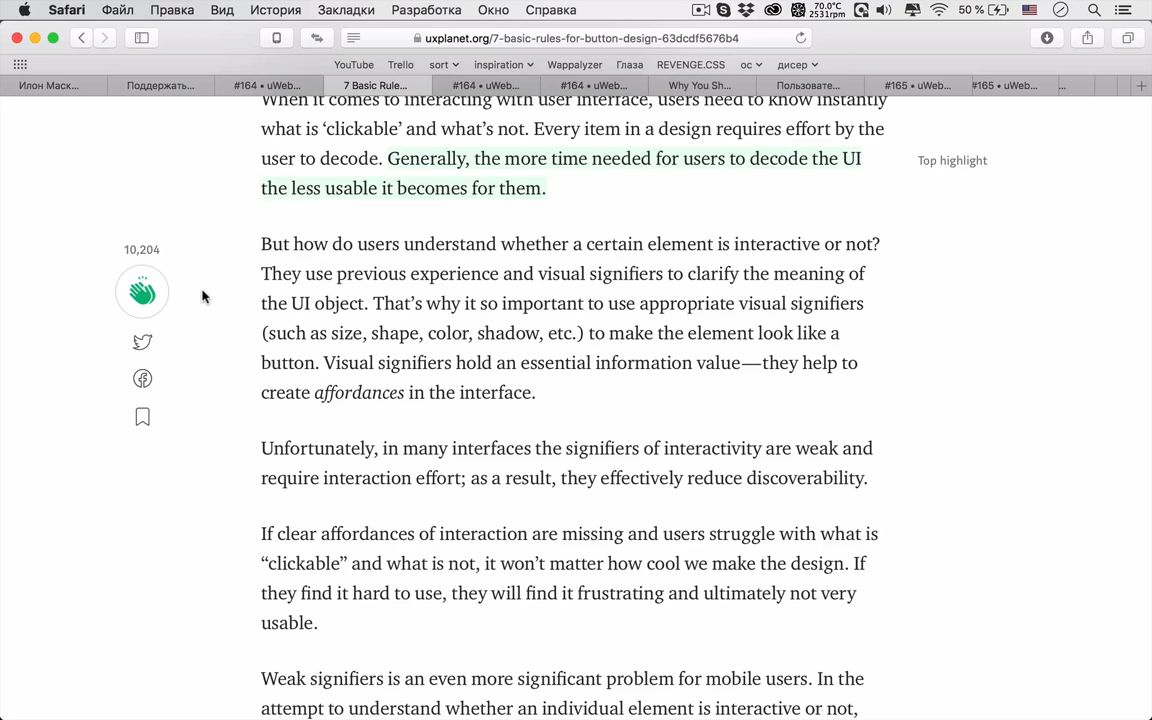 Safari Файл Правка Вид История Закладки Разработка Окно Справка 70.0°C 2531rpm 50 %
uxplanet.org/7-basic-rules-for-button-design-63dcdf5676b4
YouTube Trello sort inspiration Wappalyzer Глаза REVENGE.CSS ос дисер
Илон Маск... Поддержать... #164 • uWeb... 7 Basic Rule... #164 • uWeb... #164 • uWeb... Why You Sh... Пользовате... #165 • uWeb... #165 • uWeb... ...
When it comes to interacting with user interface, users need to know instantly
what is ‘clickable’ and what’s not. Every item in a design requires effort by the
user to decode. Generally, the more time needed for users to decode the UI
Top highlight
the less usable it becomes for them.
10,204
But how do users understand whether a certain element is interactive or not?
They use previous experience and visual signifiers to clarify the meaning of
the UI object. That’s why it so important to use appropriate visual signifiers
(such as size, shape, color, shadow, etc.) to make the element look like a
button. Visual signifiers hold an essential information value — they help to
create affordances in the interface.
Unfortunately, in many interfaces the signifiers of interactivity are weak and
require interaction effort; as a result, they effectively reduce discoverability.
If clear affordances of interaction are missing and users struggle with what is
“clickable” and what is not, it won’t matter how cool we make the design. If
they find it hard to use, they will find it frustrating and ultimately not very
usable.
Weak signifiers is an even more significant problem for mobile users. In the
attempt to understand whether an individual element is interactive or not,